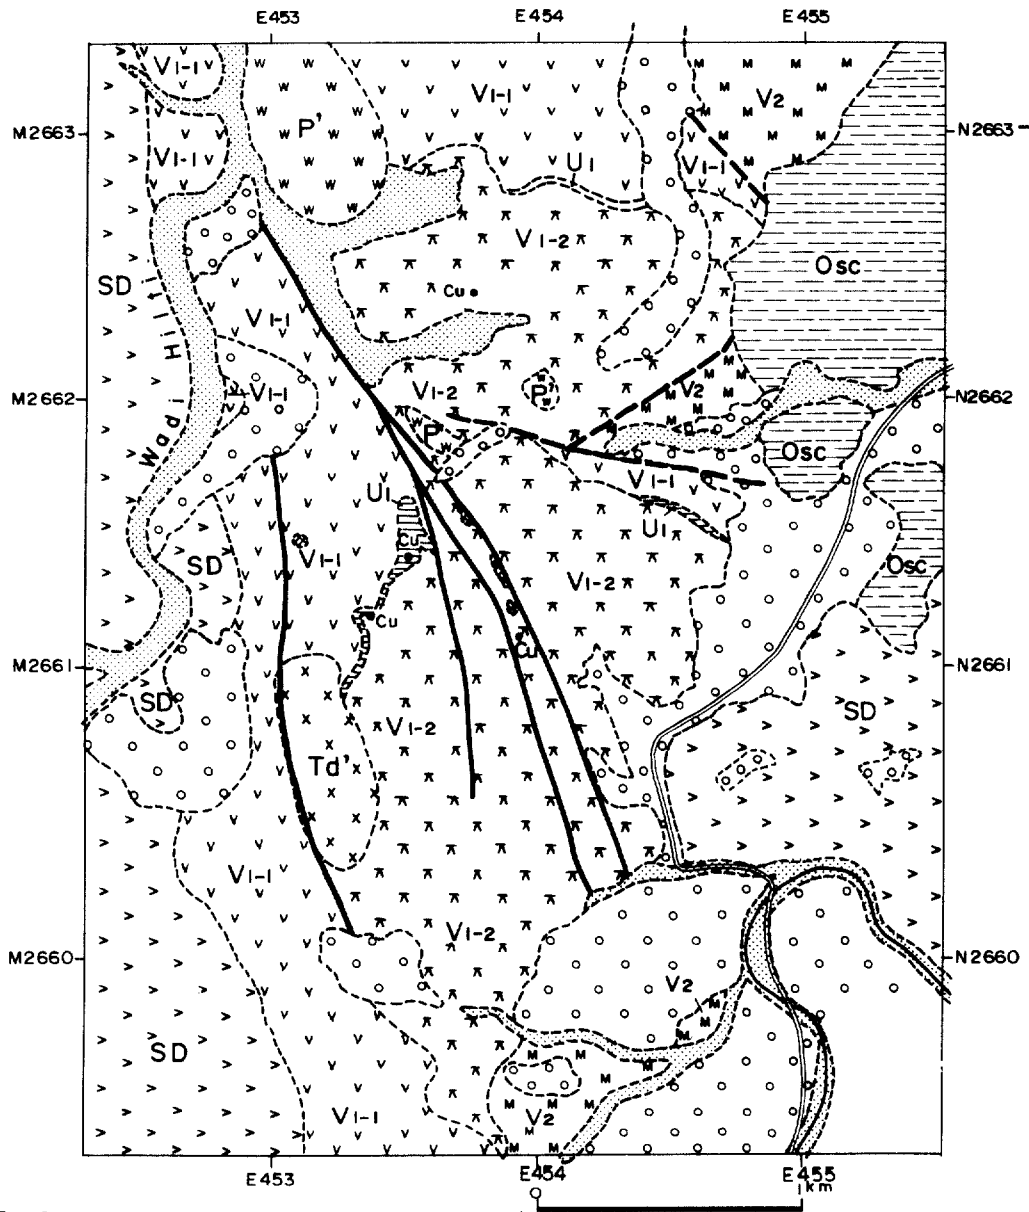 E453 E454 E455
V1-1
V1-1 V2
P'
M2663 N2663
V1-1 U1 V1-1
V1-2
SD Osc
Cu
V1-1
Wadi Hilti
V1-1 V1-2 P V2
M2662 N2662
P Osc
V1-1
U1 U1
SD V1-1 Cu V1-2 Osc
Cu
Cu
M2661 N2661
SD V1-2 SD
Td'
V1-1
V1-2
M2660 N2660
V2
SD
V1-1 V2
E453 E454 E455
0 1km